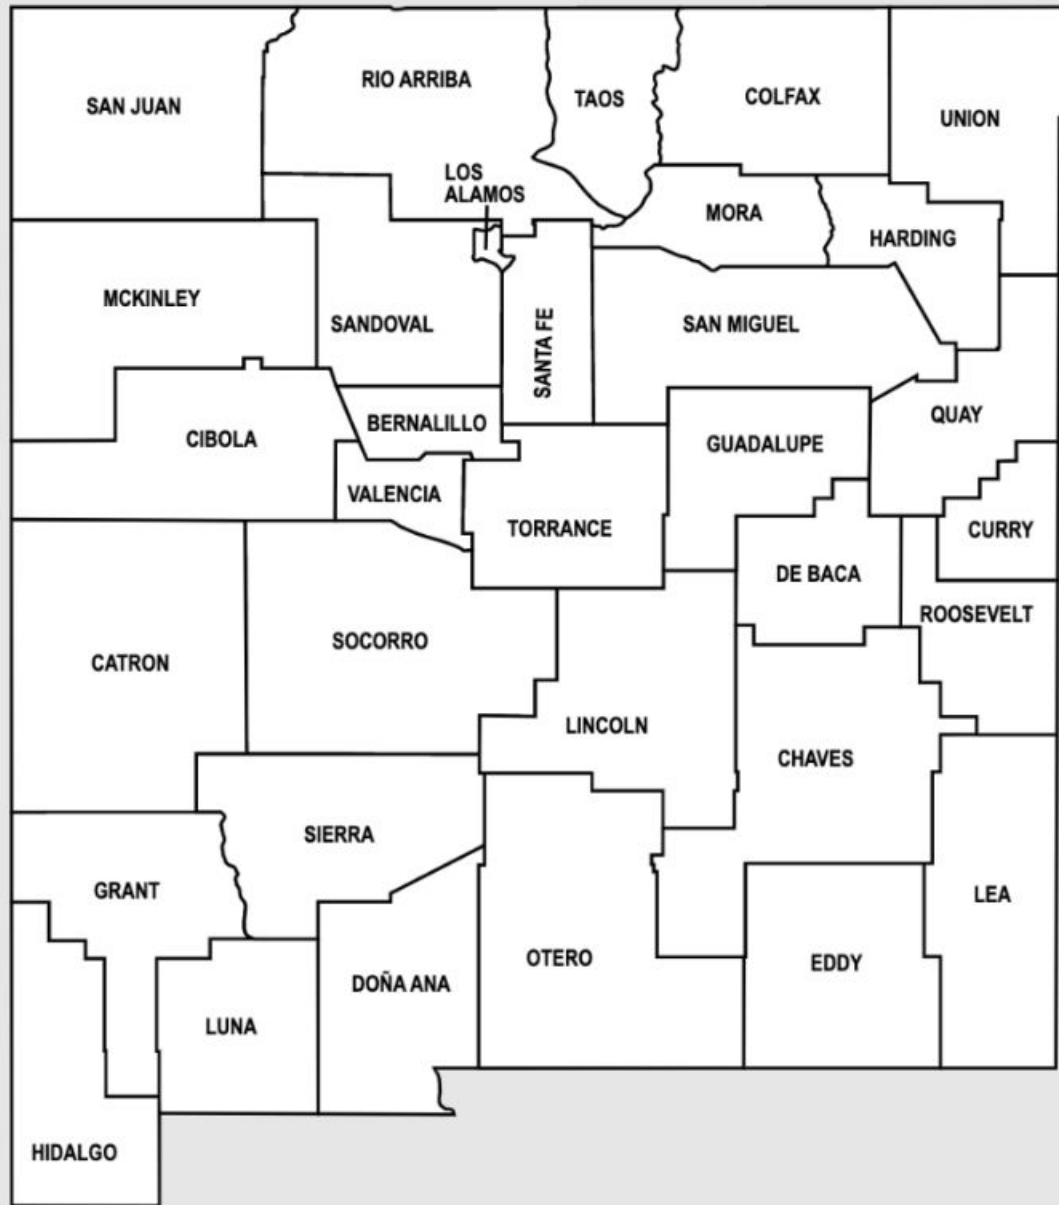 SAN JUAN
RIO ARRIBA
TAOS
COLFAX
UNION
LOS
ALAMOS
MORA
HARDING
MCKINLEY
SANDOVAL
SANTA FE
SAN MIGUEL
CIBOLA
BERNALILLO
GUADALUPE
QUAY
VALENCIA
TORRANCE
CURRY
DE BACA
ROOSEVELT
CATRON
SOCORRO
LINCOLN
CHAVES
SIERRA
GRANT
LEA
OTERO
EDDY
DOÑA ANA
LUNA
HIDALGO